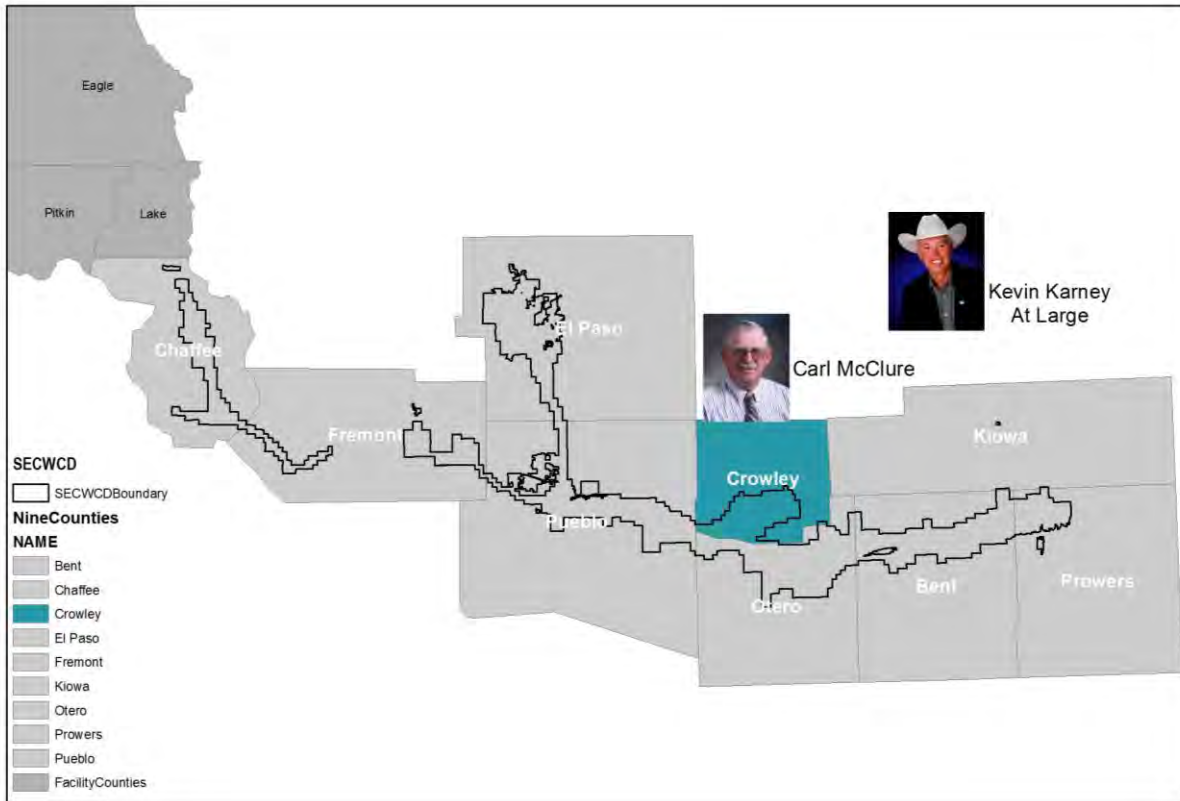 Eagle
Pitkin
Lake
Chaffee
El Paso
Kevin Karney
At Large
Carl McClure
Fremont
Kiowa
Crowley
Pueblo
Otero
Bent
Prowers
SECWCD
SECWCDBoundary
NineCounties
NAME
Bent
Chaffee
Crowley
El Paso
Fremont
Kiowa
Otero
Prowers
Pueblo
FacilityCounties